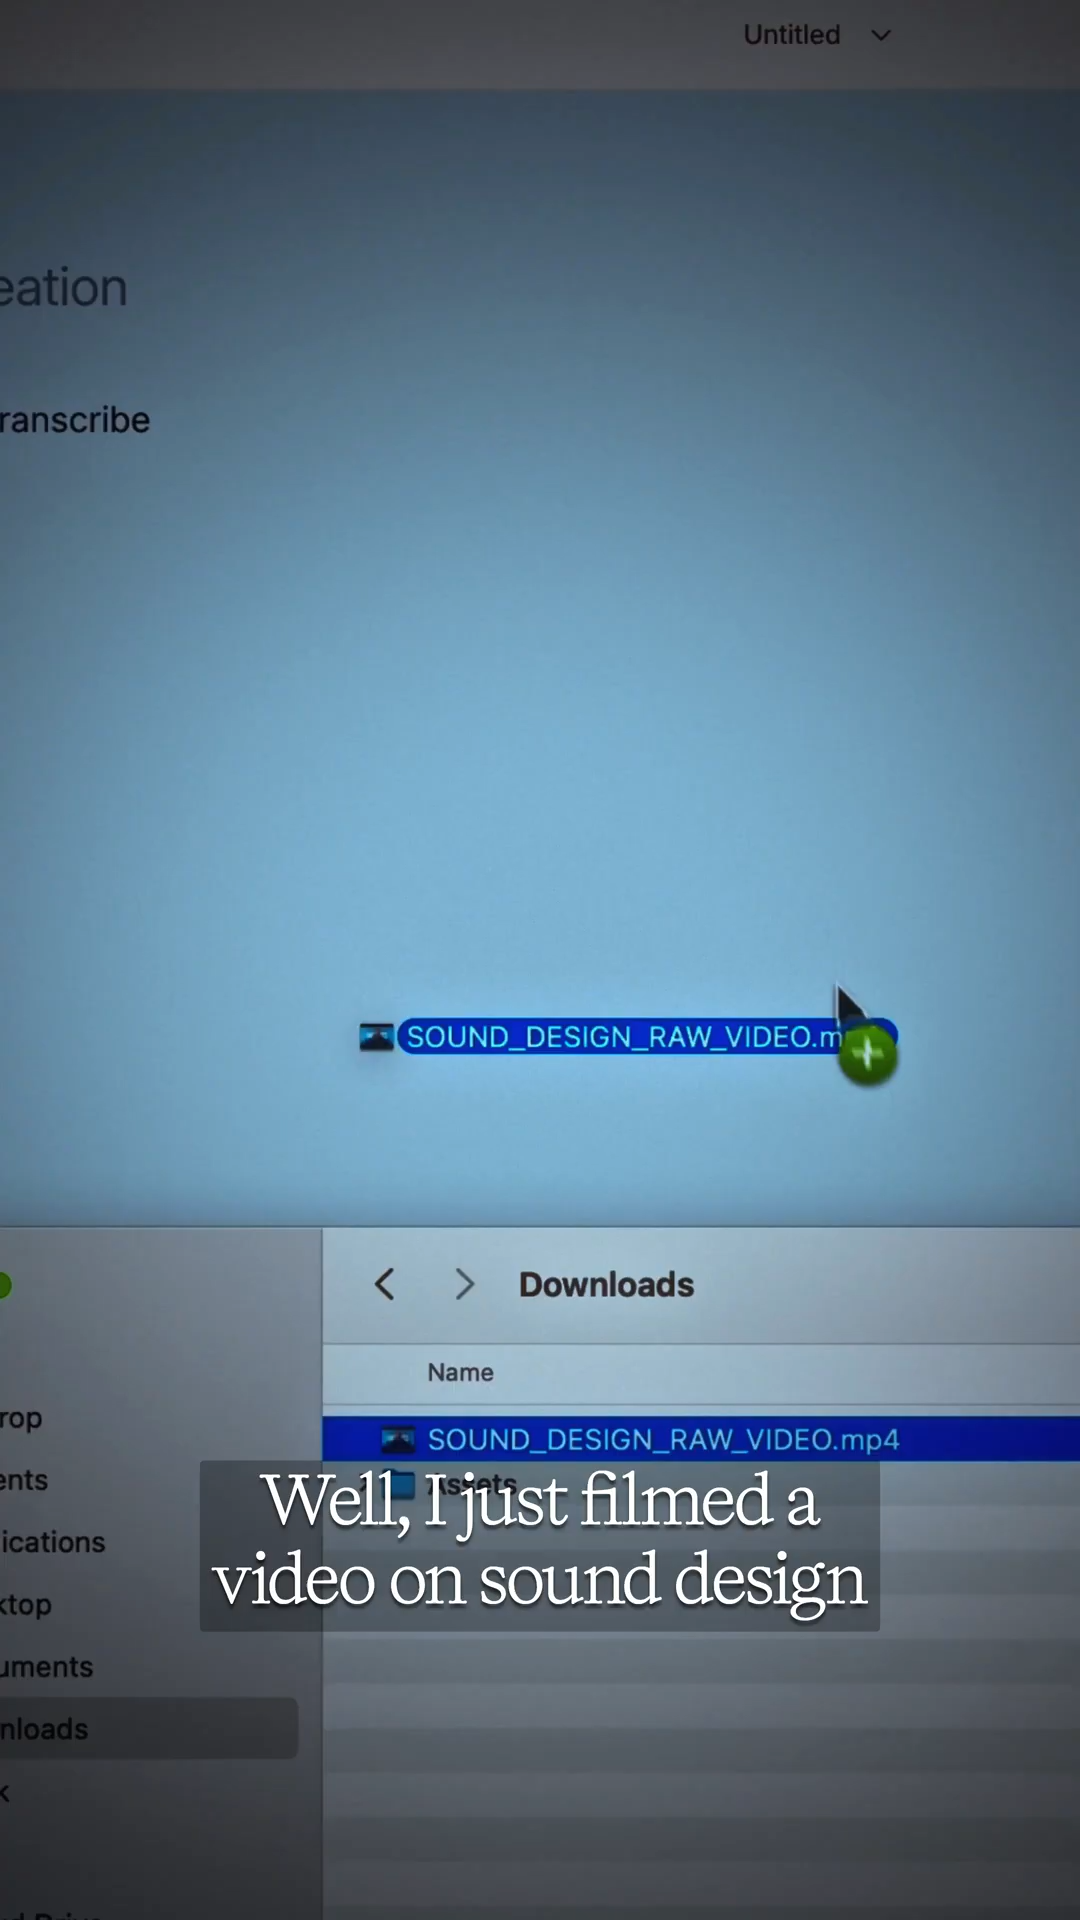 Untitled
eation
ranscribe
SOUND_DESIGN_RAW_VIDEO.m
Downloads
Name
SOUND_DESIGN_RAW_VIDEO.mp4
Assets
Well, I just filmed a
video on sound design
rop
ents
ications
ktop
uments
nloads
k